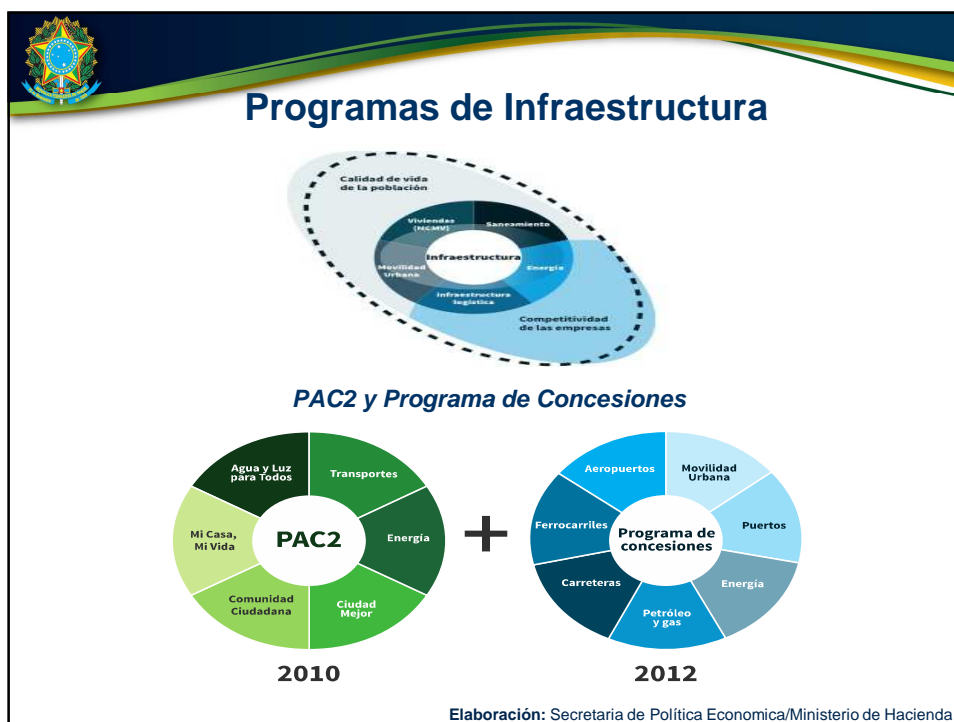 Programas de Infraestructura
Calidad de vida
de la población
Viviendas
(NCMV)
Saneamiento
Infraestructura
Movilidad
Urbana
Energía
Infraestructura
logística
Competitividad
de las empresas
PAC2 y Programa de Concesiones
Agua y Luz
para Todos
Transportes
Mi Casa,
Mi Vida
PAC2
Energía
Comunidad
Ciudadana
Ciudad
Mejor
2010
+
Aeropuertos
Movilidad
Urbana
Ferrocarriles
Programa de
concesiones
Puertos
Carreteras
Energía
Petróleo
y gas
2012
Elaboración: Secretaria de Política Economica/Ministerio de Hacienda